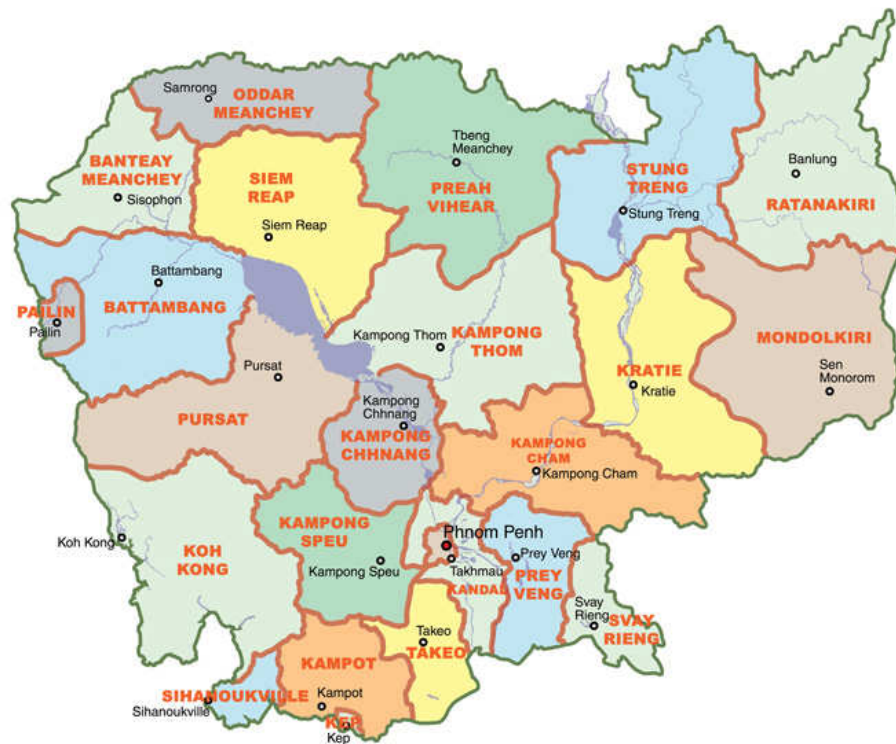 Samrong
ODDAR
MEANCHEY
BANTEAY
MEANCHEY
Sisophon
SIEM
REAP
Siem Reap
Tbeng
Meanchey
PREAH
VIHEAR
STUNG
TRENG
Stung Treng
Banlung
RATANAKIRI
Battambang
BATTAMBANG
PAILIN
Pailin
Kampong Thom
KAMPONG
THOM
MONDOLKIRI
Sen
Monorom
KRATIE
Kratie
Pursat
PURSAT
Kampong
Chhnang
KAMPONG
CHHNANG
KAMPONG
CHAM
Kampong Cham
Koh Kong
KOH
KONG
KAMPONG
SPEU
Kampong Speu
Phnom Penh
Takhmau
KANDAL
Prey Veng
PREY
VENG
Svay
Rieng
SVAY
RIENG
Takeo
TAKEO
KAMPOT
Kampot
SIHANOUKVILLE
Sihanoukville
KEP
Kep